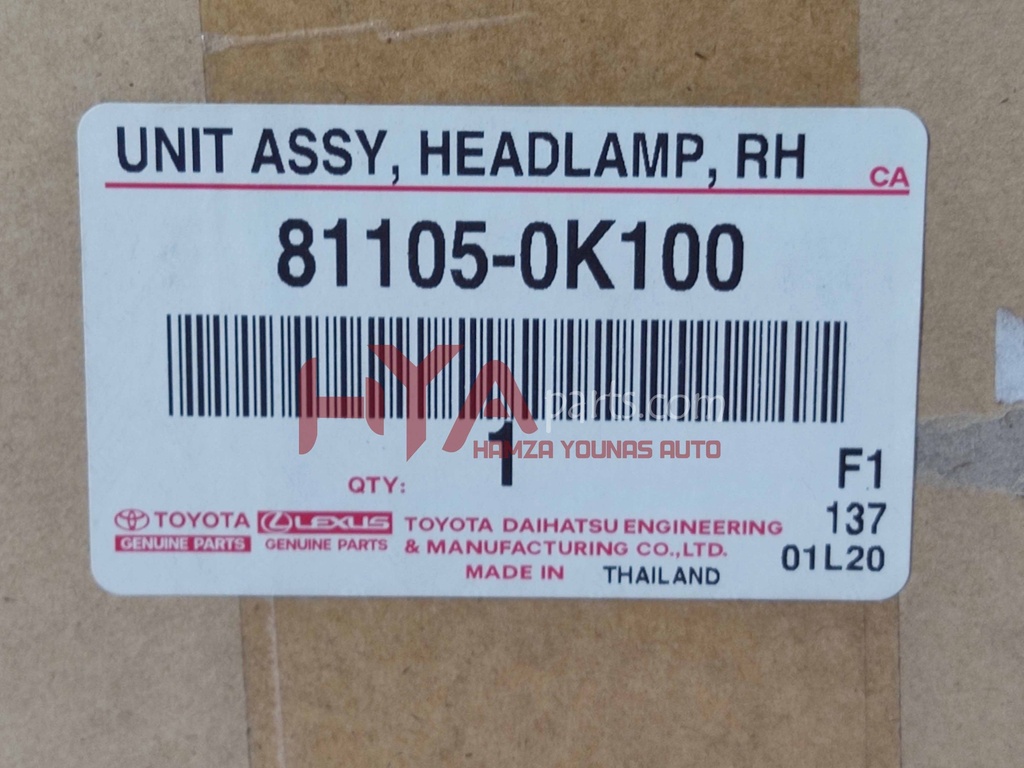 UNIT ASSY, HEADLAMP, RH
CA
81105-0K100
HYA parts.com
HAMZA YOUNAS AUTO
QTY: 1
F1
137
01L20
TOYOTA
GENUINE PARTS
LEXUS
GENUINE PARTS
TOYOTA DAIHATSU ENGINEERING
& MANUFACTURING CO.,LTD.
MADE IN THAILAND